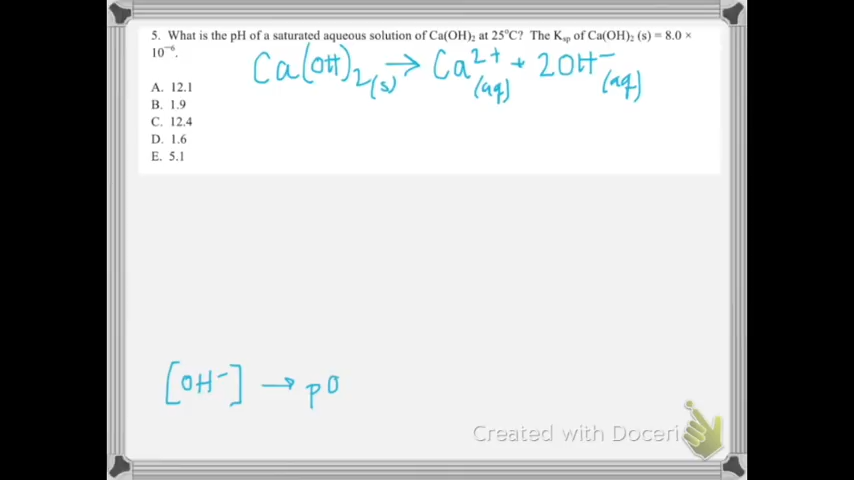 5. What is the pH of a saturated aqueous solution of Ca(OH)₂ at 25°C? The Kₛₚ of Ca(OH)₂ (s) = 8.0 ×
10⁻⁶.
Ca(OH)₂(s) → Ca²⁺(aq) + 2OH⁻(aq)
A. 12.1
B. 1.9
C. 12.4
D. 1.6
E. 5.1
[OH⁻] → pO
Created with Doceri